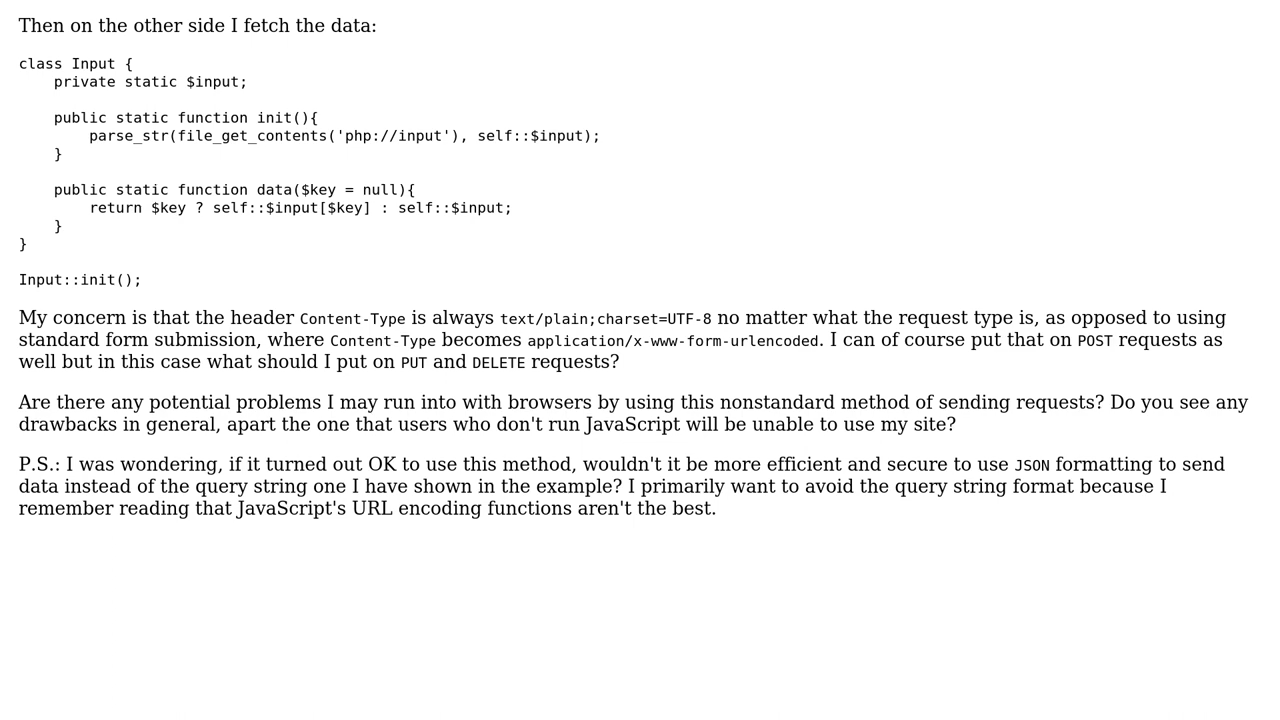 Then on the other side I fetch the data:
class Input {
    private static $input;
    public static function init(){
        parse_str(file_get_contents('php://input'), self::$input);
    }
    public static function data($key = null){
        return $key ? self::$input[$key] : self::$input;
    }
}
Input::init();
My concern is that the header Content-Type is always text/plain;charset=UTF-8 no matter what the request type is, as opposed to using
standard form submission, where Content-Type becomes application/x-www-form-urlencoded. I can of course put that on POST requests as
well but in this case what should I put on PUT and DELETE requests?
Are there any potential problems I may run into with browsers by using this nonstandard method of sending requests? Do you see any
drawbacks in general, apart the one that users who don't run JavaScript will be unable to use my site?
P.S.: I was wondering, if it turned out OK to use this method, wouldn't it be more efficient and secure to use JSON formatting to send
data instead of the query string one I have shown in the example? I primarily want to avoid the query string format because I
remember reading that JavaScript's URL encoding functions aren't the best.